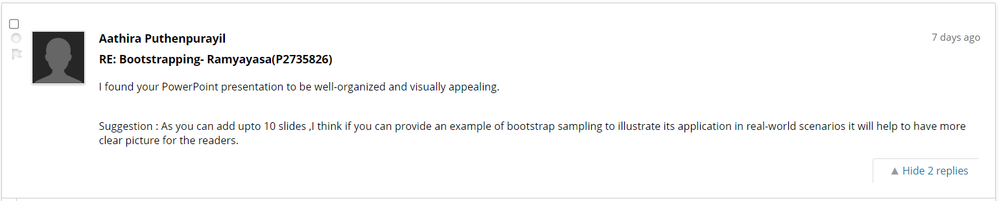 Aathira Puthenpurayil
7 days ago
RE: Bootstrapping- Ramyayasa(P2735826)
I found your PowerPoint presentation to be well-organized and visually appealing.
Suggestion : As you can add upto 10 slides ,I think if you can provide an example of bootstrap sampling to illustrate its application in real-world scenarios it will help to have more
clear picture for the readers.
▲ Hide 2 replies